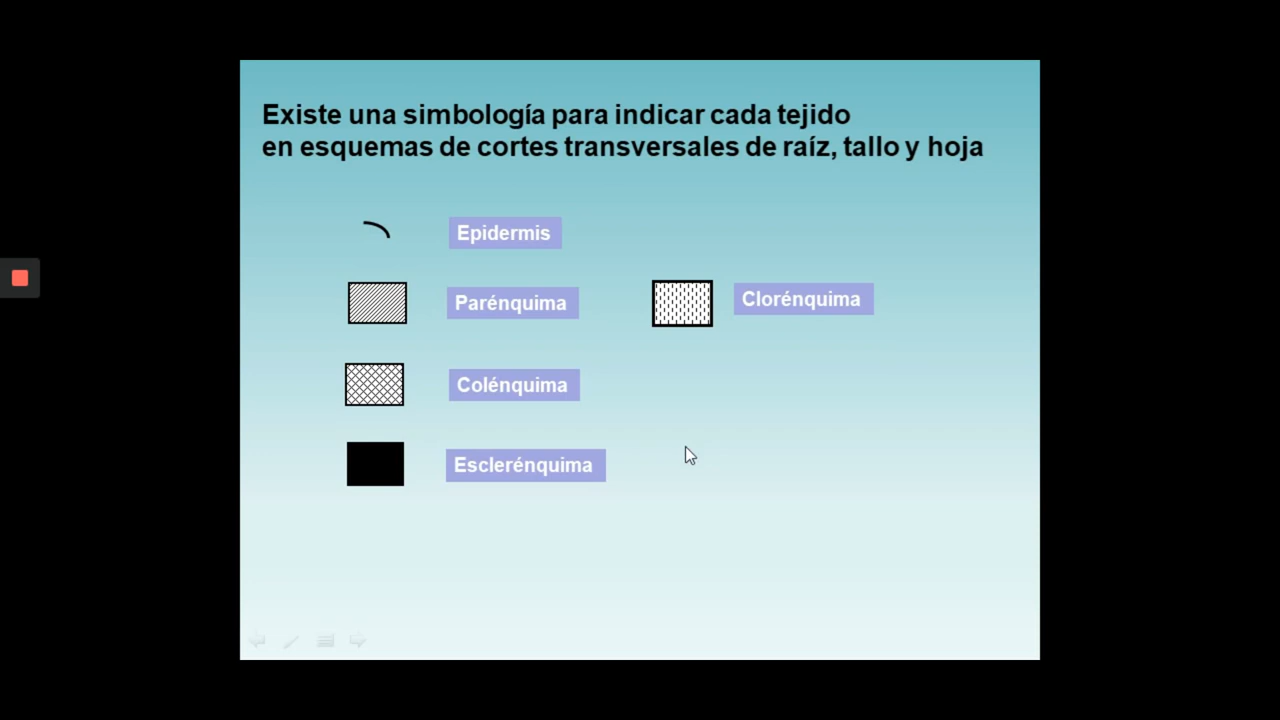 Existe una simbología para indicar cada tejido
en esquemas de cortes transversales de raíz, tallo y hoja
Epidermis
Parénquima
Clorénquima
Colénquima
Esclerénquima